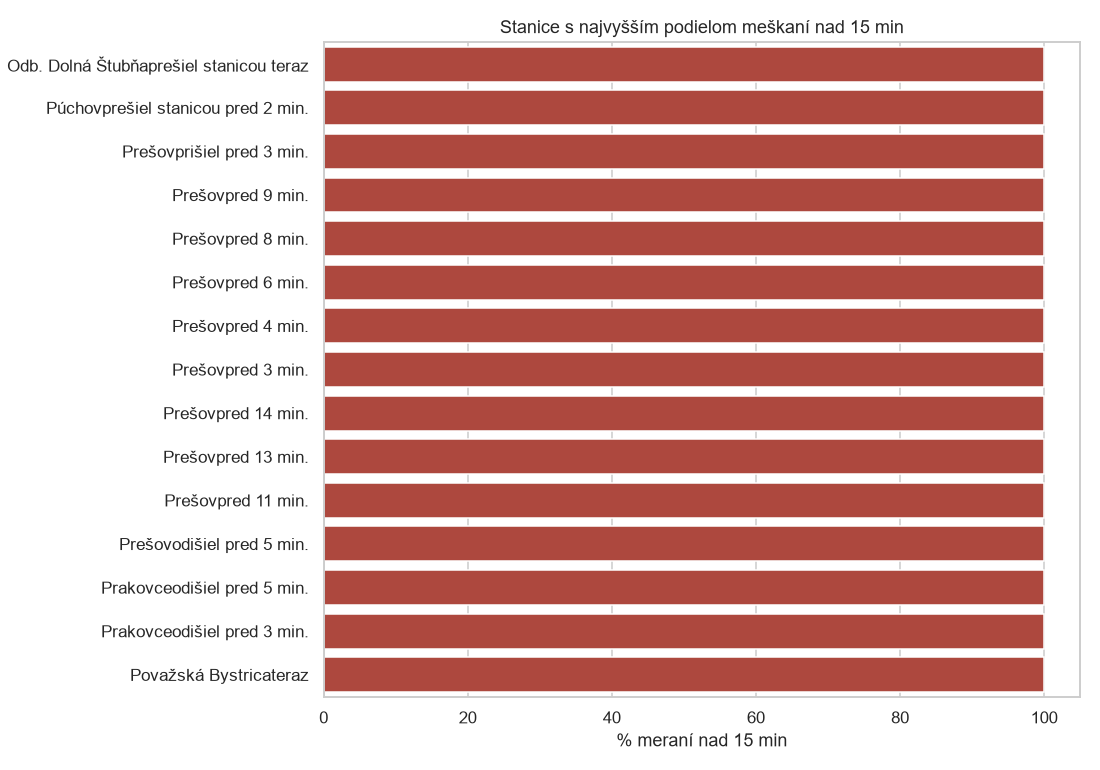 Stanice s najvyšším podielom meškaní nad 15 min
Odb. Dolná Štubňaprešiel stanicou teraz
Púchovprešiel stanicou pred 2 min.
Prešovprišiel pred 3 min.
Prešovpred 9 min.
Prešovpred 8 min.
Prešovpred 6 min.
Prešovpred 4 min.
Prešovpred 3 min.
Prešovpred 14 min.
Prešovpred 13 min.
Prešovpred 11 min.
Prešovodišiel pred 5 min.
Prakovceodišiel pred 5 min.
Prakovceodišiel pred 3 min.
Považská Bystricateraz
0 20 40 60 80 100
% meraní nad 15 min